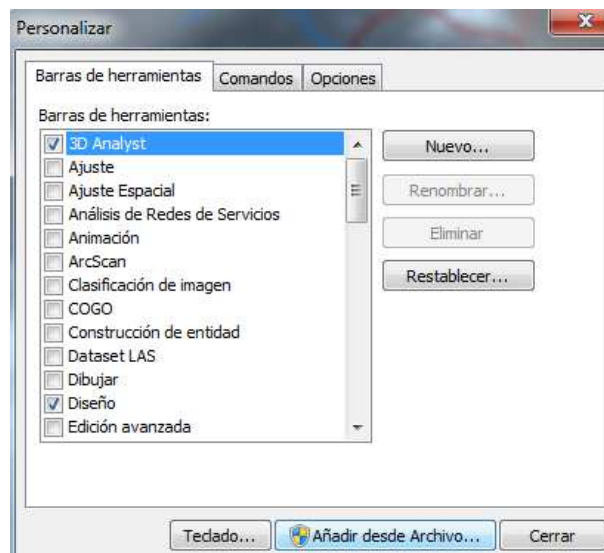 Personalizar
Barras de herramientas Comandos Opciones
Barras de herramientas:
3D Analyst
Ajuste
Ajuste Espacial
Análisis de Redes de Servicios
Animación
ArcScan
Clasificación de imagen
COGO
Construcción de entidad
Dataset LAS
Dibujar
Diseño
Edición avanzada
Nuevo...
Renombrar...
Eliminar
Restablecer...
Teclado... Añadir desde Archivo... Cerrar